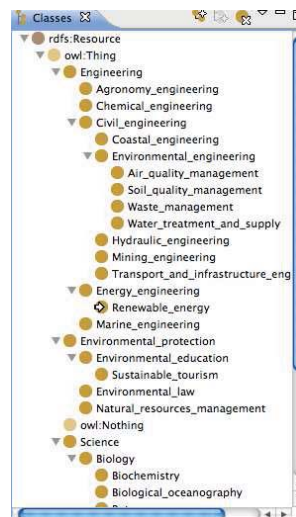 Classes
rdfs:Resource
owl:Thing
Engineering
Agronomy_engineering
Chemical_engineering
Civil_engineering
Coastal_engineering
Environmental_engineering
Air_quality_management
Soil_quality_management
Waste_management
Water_treatment_and_supply
Hydraulic_engineering
Mining_engineering
Transport_and_infrastructure_eng
Energy_engineering
Renewable_energy
Marine_engineering
Environmental_protection
Environmental_education
Sustainable_tourism
Environmental_law
Natural_resources_management
owl:Nothing
Science
Biology
Biochemistry
Biological_oceanography